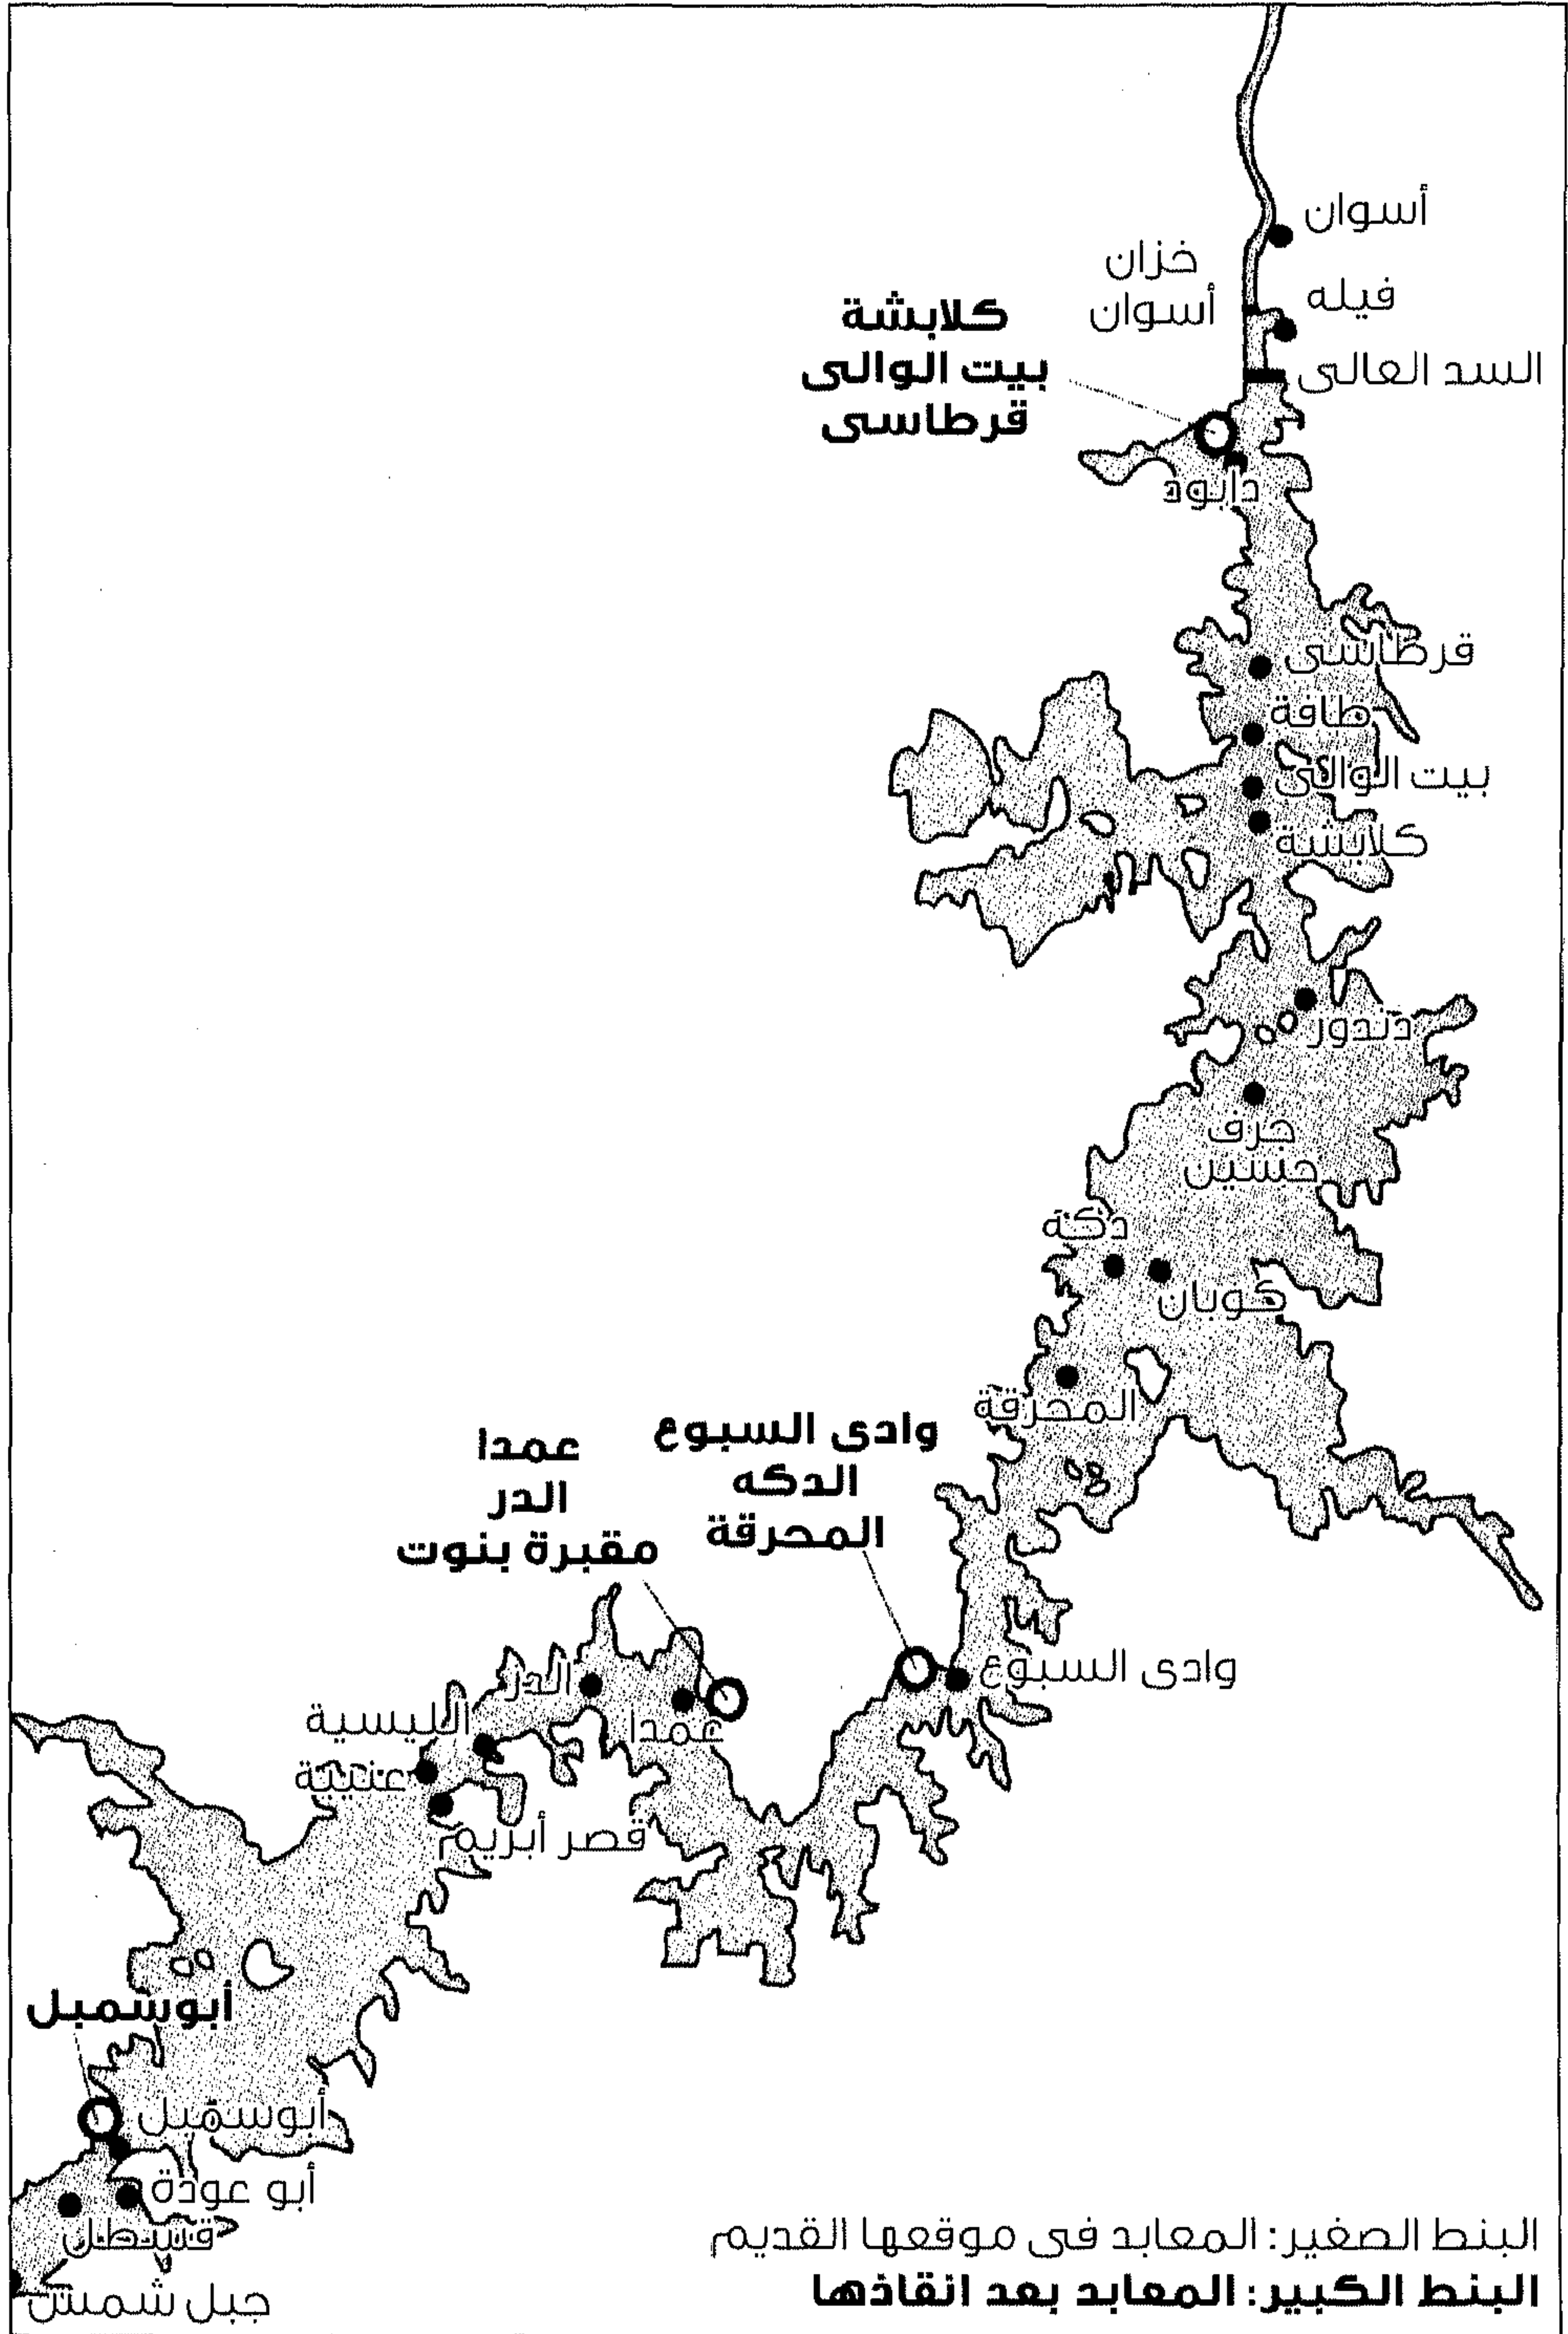 أسوان
خزان
أسوان
فيله
كلابشة
بيت الوالى
قرطاسى
السد العالى
دابود
قرطاسى
طافة
بيت الوالى
كلابشة
دندور
جرف
حسين
دكة
كوبان
المحرقة
وادى السبوع
الدكه
المحرقة
عمدا
الدر
مقبرة بنوت
وادى السبوع
الدر
عمدا
الليسية
عنيبة
قصر أبريم
أبوسمبل
أبوسمبل
أبو عودة
قسطل
جبل شمس
البنط الصغير: المعابد فى موقعها القديم
البنط الكبير: المعابد بعد انقاذها